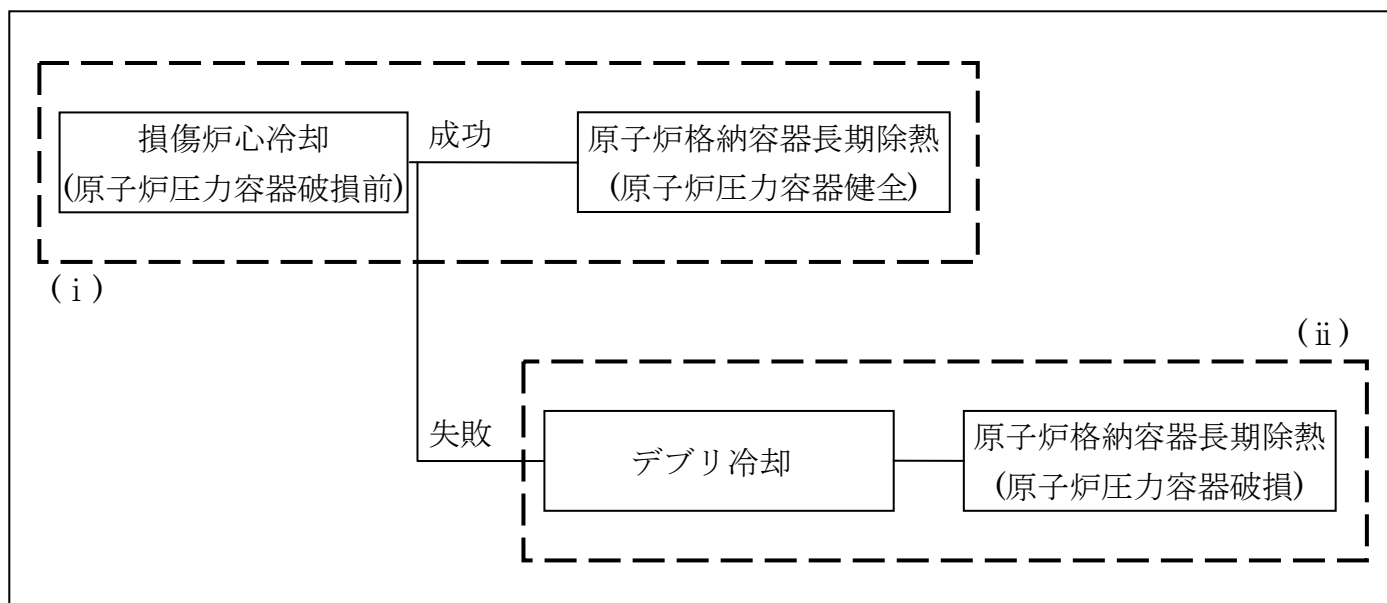 損傷炉心冷却
(原子炉圧力容器破損前)
成功
原子炉格納容器長期除熱
(原子炉圧力容器健全)
(ⅰ)
(ⅱ)
失敗
デブリ冷却
原子炉格納容器長期除熱
(原子炉圧力容器破損)